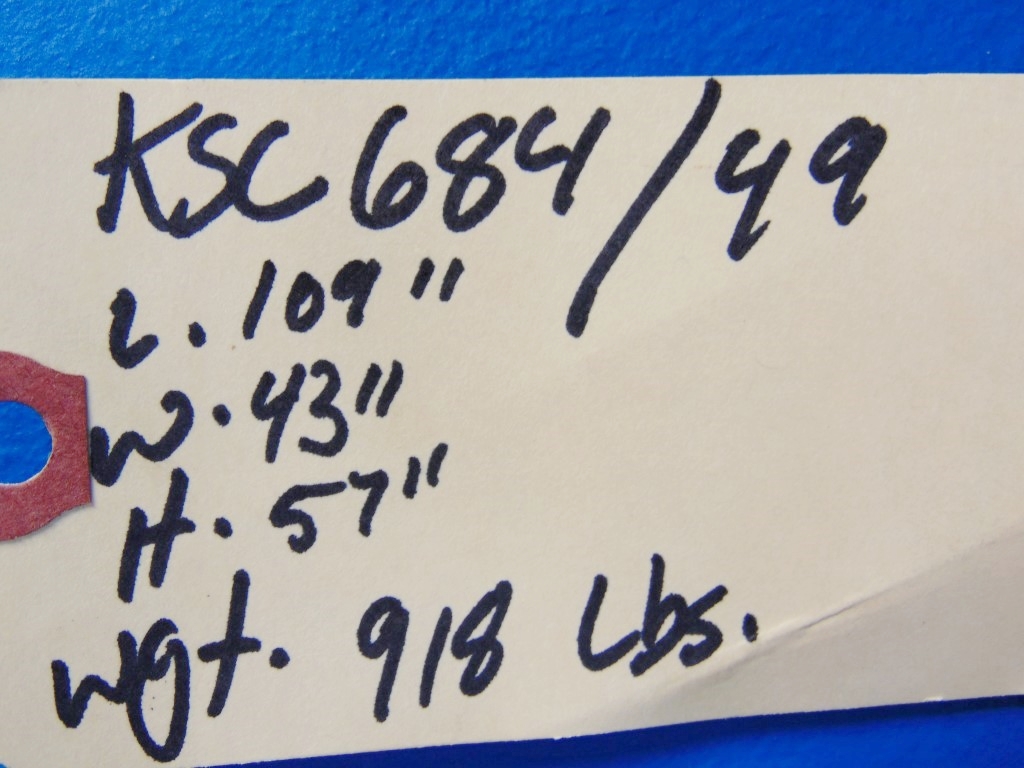 KSC 684/49
L. 109"
W. 43"
H. 57"
wgt. 918 Lbs.